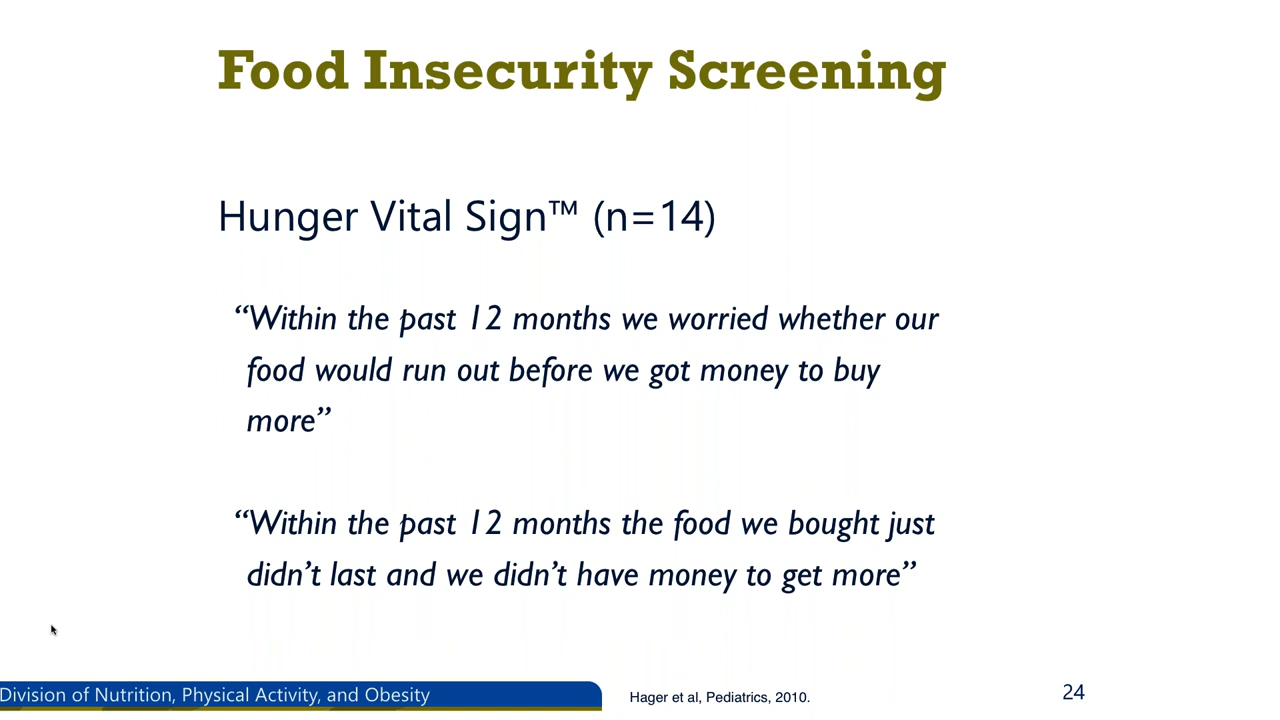 Food Insecurity Screening
Hunger Vital Sign™ (n=14)
“Within the past 12 months we worried whether our
food would run out before we got money to buy
more”
“Within the past 12 months the food we bought just
didn’t last and we didn’t have money to get more”
Division of Nutrition, Physical Activity, and Obesity
Hager et al, Pediatrics, 2010.
24